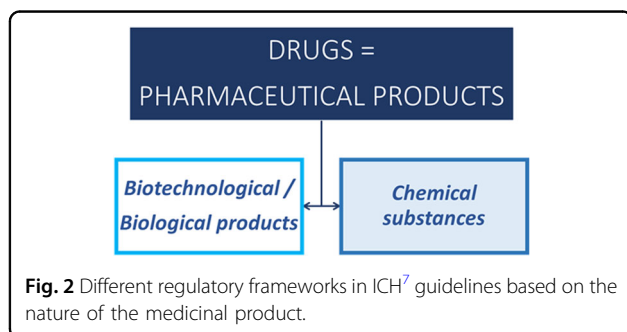 DRUGS =
PHARMACEUTICAL PRODUCTS
Biotechnological /
Biological products
Chemical
substances
Fig. 2 Different regulatory frameworks in ICH⁷ guidelines based on the
nature of the medicinal product.